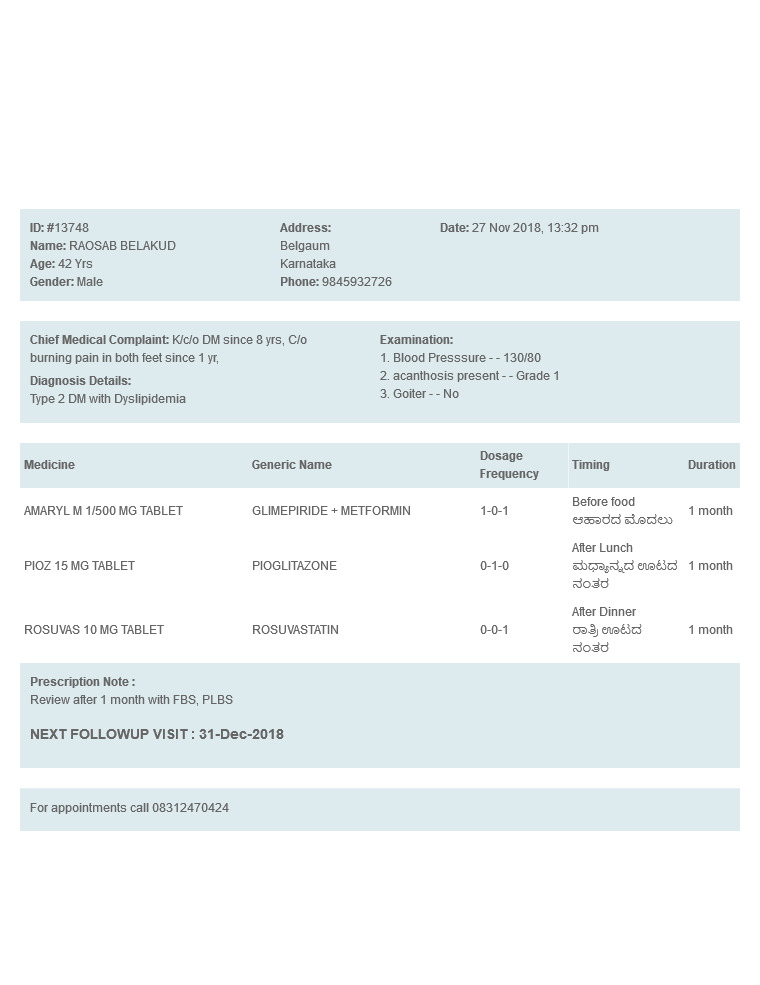 ID: #13748
Name: RAOSAB BELAKUD
Age: 42 Yrs
Gender: Male
Address:
Belgaum
Karnataka
Phone: 9845932726
Date: 27 Nov 2018, 13:32 pm
Chief Medical Complaint: K/c/o DM since 8 yrs, C/o
burning pain in both feet since 1 yr,
Diagnosis Details:
Type 2 DM with Dyslipidemia
Examination:
1. Blood Presssure - - 130/80
2. acanthosis present - - Grade 1
3. Goiter - - No
Medicine Generic Name Dosage Frequency Timing Duration
AMARYL M 1/500 MG TABLET GLIMEPIRIDE + METFORMIN 1-0-1 Before food 1 month
ಆಹಾರದ ಮೊದಲು
PIOZ 15 MG TABLET PIOGLITAZONE 0-1-0 After Lunch 1 month
ಮಧ್ಯಾನ್ನದ ಊಟದ
ನಂತರ
ROSUVAS 10 MG TABLET ROSUVASTATIN 0-0-1 After Dinner 1 month
ರಾತ್ರಿ ಊಟದ
ನಂತರ
Prescription Note :
Review after 1 month with FBS, PLBS
NEXT FOLLOWUP VISIT : 31-Dec-2018
For appointments call 08312470424